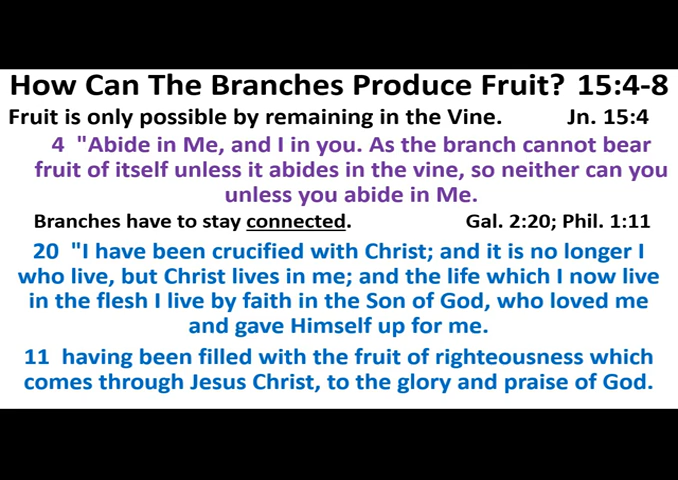 How Can The Branches Produce Fruit? 15:4-8
Fruit is only possible by remaining in the Vine. Jn. 15:4
4 "Abide in Me, and I in you. As the branch cannot bear
fruit of itself unless it abides in the vine, so neither can you
unless you abide in Me.
Branches have to stay connected. Gal. 2:20; Phil. 1:11
20 "I have been crucified with Christ; and it is no longer I
who live, but Christ lives in me; and the life which I now live
in the flesh I live by faith in the Son of God, who loved me
and gave Himself up for me.
11 having been filled with the fruit of righteousness which
comes through Jesus Christ, to the glory and praise of God.